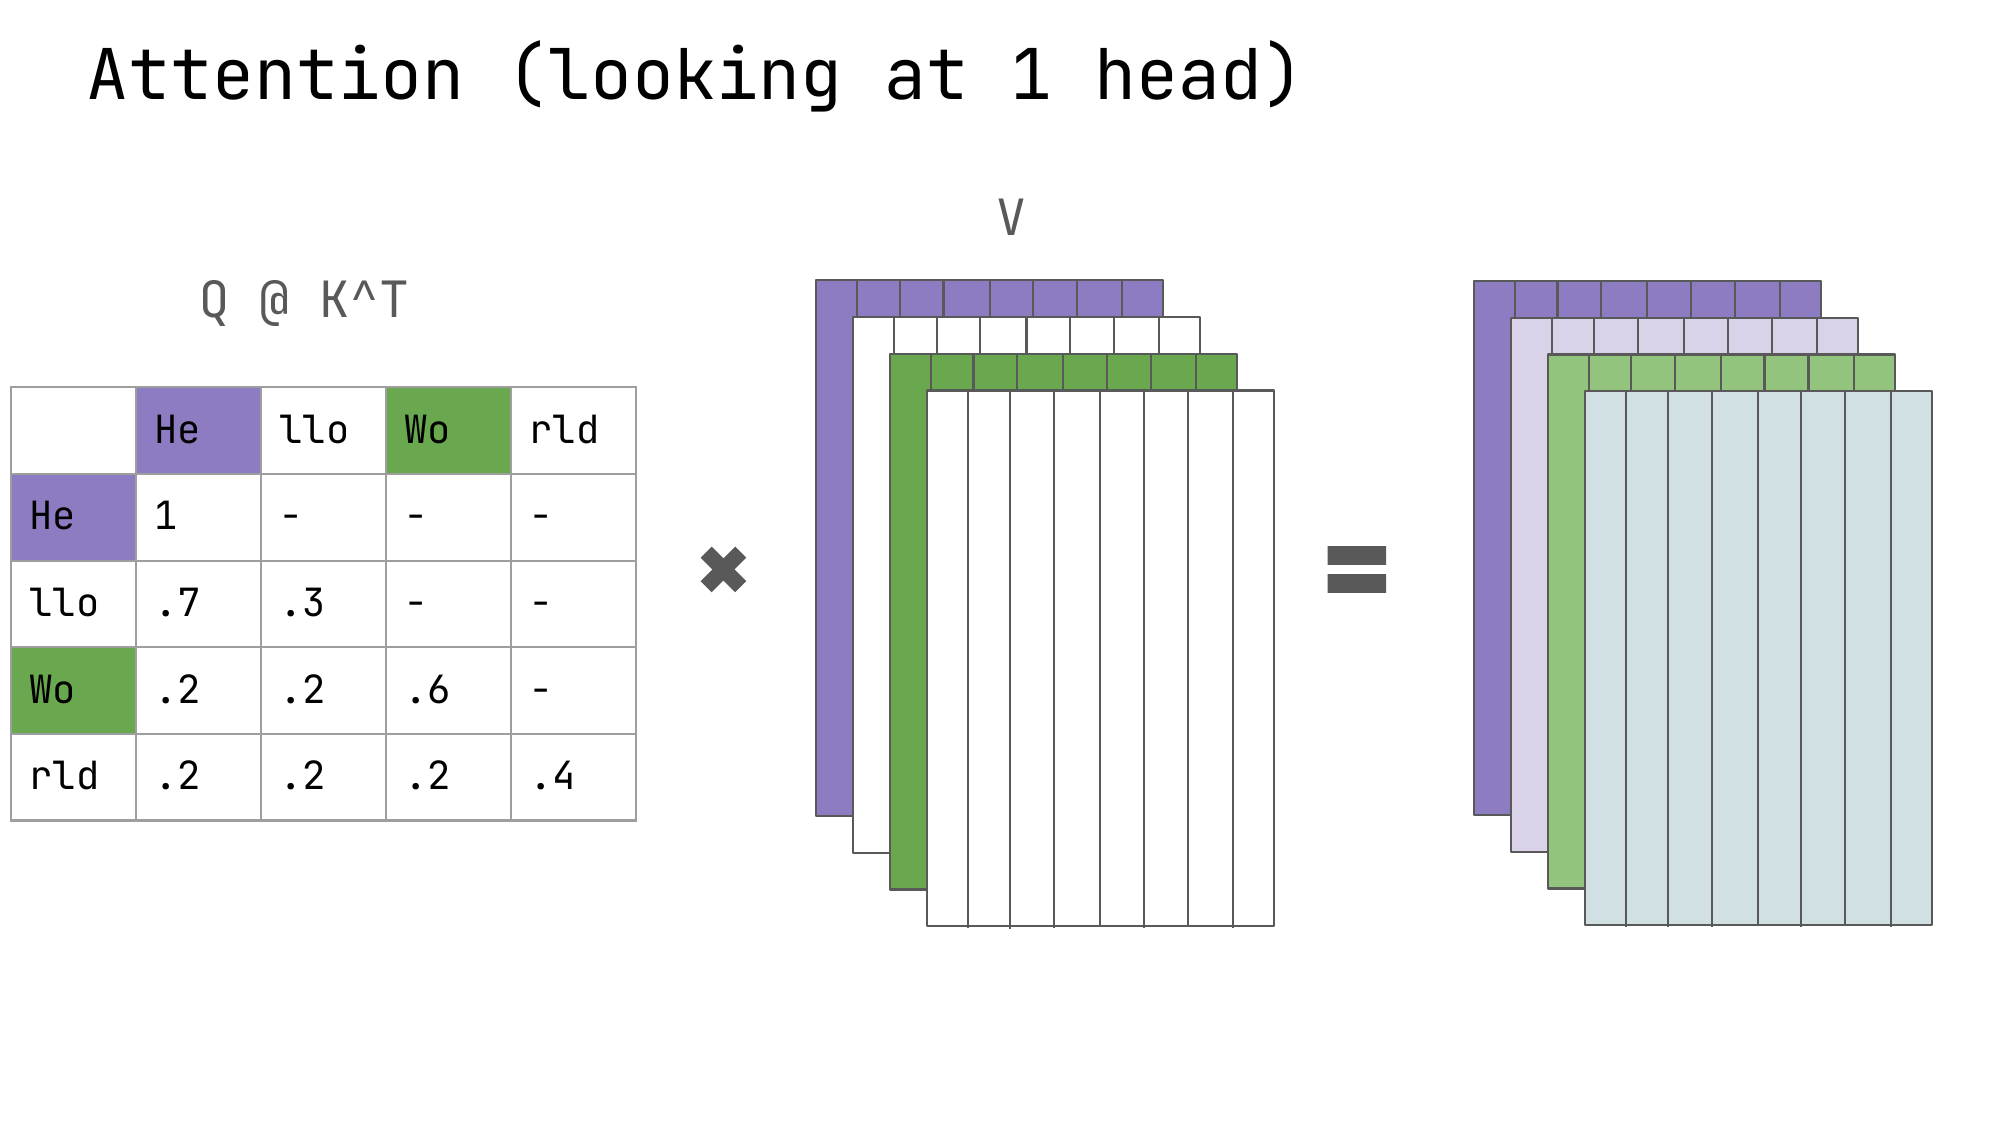 Attention (looking at 1 head)
V
Q @ K^T
He llo Wo rld
He 1 - - -
llo .7 .3 - -
Wo .2 .2 .6 -
rld .2 .2 .2 .4